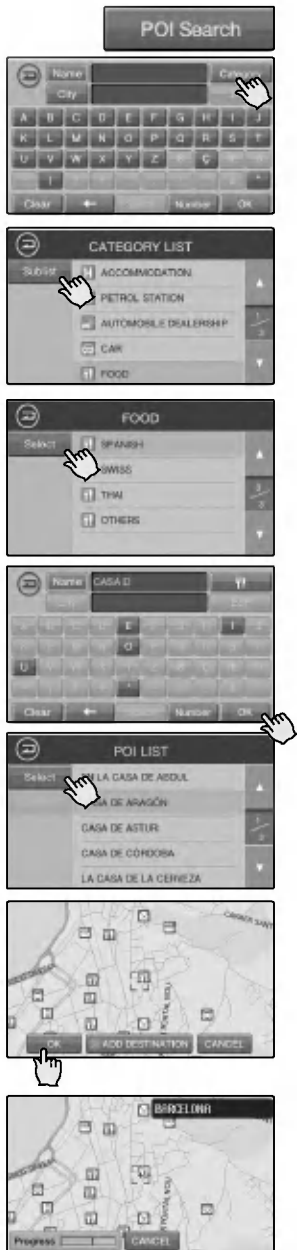 POI Search
Name Category
City
A B C D E F G H I J
K L M N O P Q R S T
U V W X Y Z Ç
Clear Number OK
CATEGORY LIST
Sublist ACCOMMODATION
PETROL STATION
AUTOMOBILE DEALERSHIP
CAR
FOOD
FOOD
Select SPANISH
SWISS
THAI
OTHERS
Name CASA D
E I
O
U
Clear Number OK
POI LIST
Select LA CASA DE ABDUL
CASA DE ARAGÓN
CASA DE ASTUR
CASA DE CORDOBA
LA CASA DE LA CERVEZA
OK ADD DESTINATION CANCEL
BARCELONA
Progress CANCEL